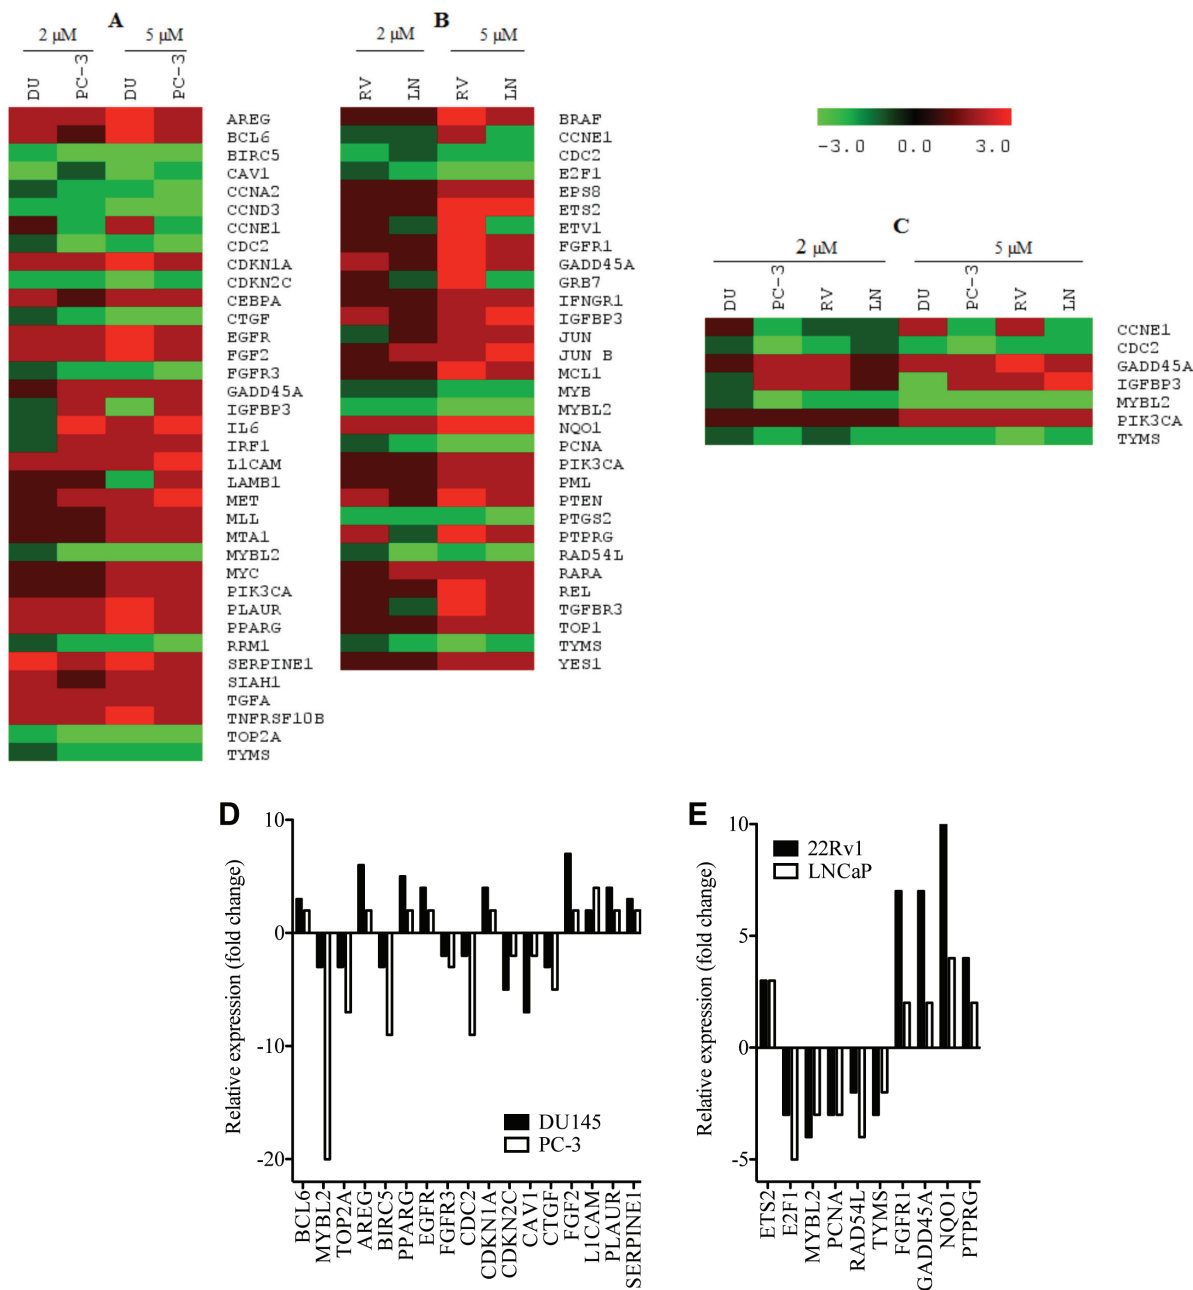 A
2 µM 5 µM
DU PC-3 DU PC-3
AREG
BCL6
BIRC5
CAV1
CCNA2
CCND3
CCNE1
CDC2
CDKN1A
CDKN2C
CEBPA
CTGF
EGFR
FGF2
FGFR3
GADD45A
IGFBP3
IL6
IRF1
L1CAM
LAMB1
MET
MLL
MTA1
MYBL2
MYC
PIK3CA
PLAUR
PPARG
RRM1
SERPINE1
SIAH1
TGFA
TNFRSF10B
TOP2A
TYMS
B
2 µM 5 µM
RV LN RV LN
BRAF
CCNE1
CDC2
E2F1
EPS8
ETS2
ETV1
FGFR1
GADD45A
GRB7
IFNGR1
IGFBP3
JUN
JUN B
MCL1
MYB
MYBL2
NQO1
PCNA
PIK3CA
PML
PTEN
PTGS2
PTPRG
RAD54L
RARA
REL
TGFBR3
TOP1
TYMS
YES1
-3.0 0.0 3.0
C
2 µM 5 µM
DU PC-3 RV LN DU PC-3 RV LN
CCNE1
CDC2
GADD45A
IGFBP3
MYBL2
PIK3CA
TYMS
D
Relative expression (fold change)
10
0
-10
-20
DU145
PC-3
BCL6 MYBL2 TOP2A AREG BIRC5 PPARG EGFR FGFR3 CDC2 CDKN1A CDKN2C CAV1 CTGF FGF2 L1CAM PLAUR SERPINE1
E
Relative expression (fold change)
10
5
0
-5
22Rv1
LNCaP
ETS2 E2F1 MYBL2 PCNA RAD54L TYMS FGFR1 GADD45A NQO1 PTPRG